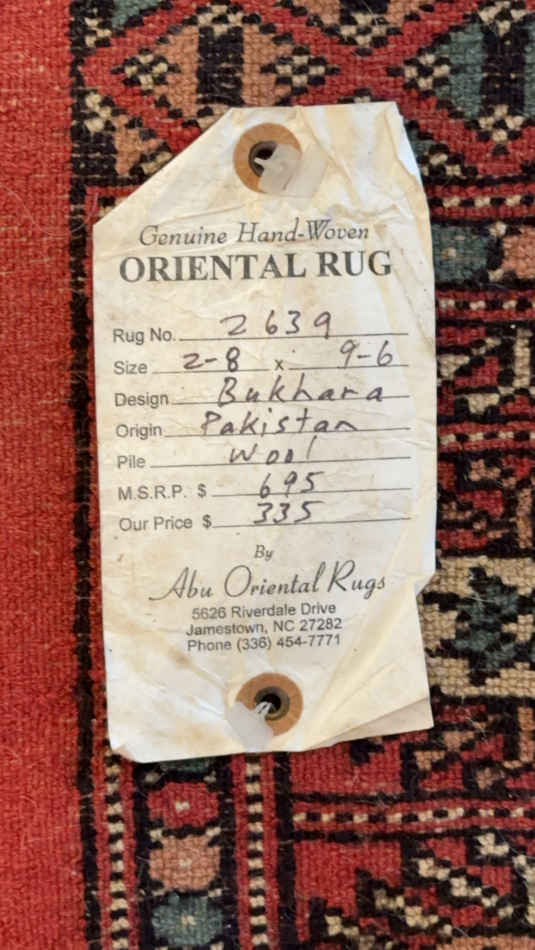 Genuine Hand-Woven
ORIENTAL RUG
Rug No. 2639
Size 2-8 x 9-6
Design Bukhara
Origin Pakistan
Pile Wool
M.S.R.P. $ 695
Our Price $ 335
By
Abu Oriental Rugs
5626 Riverdale Drive
Jamestown, NC 27282
Phone (336) 454-7771